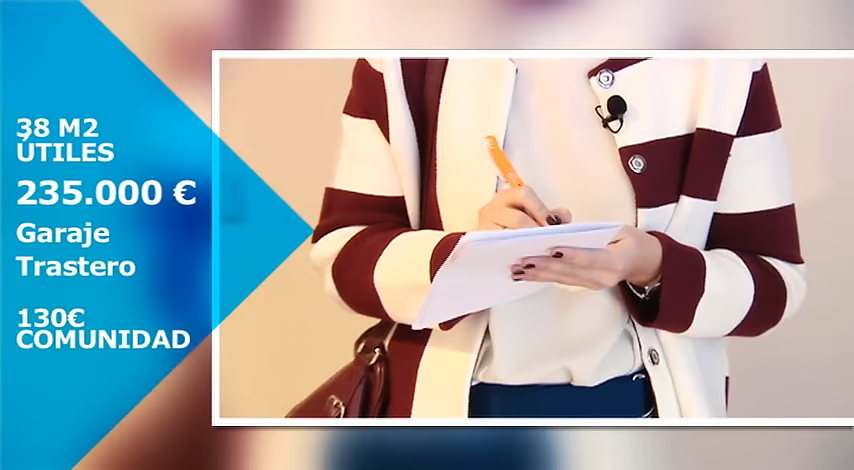 38 M2
ÚTILES
235.000 €
Garaje
Trastero
130€
COMUNIDAD